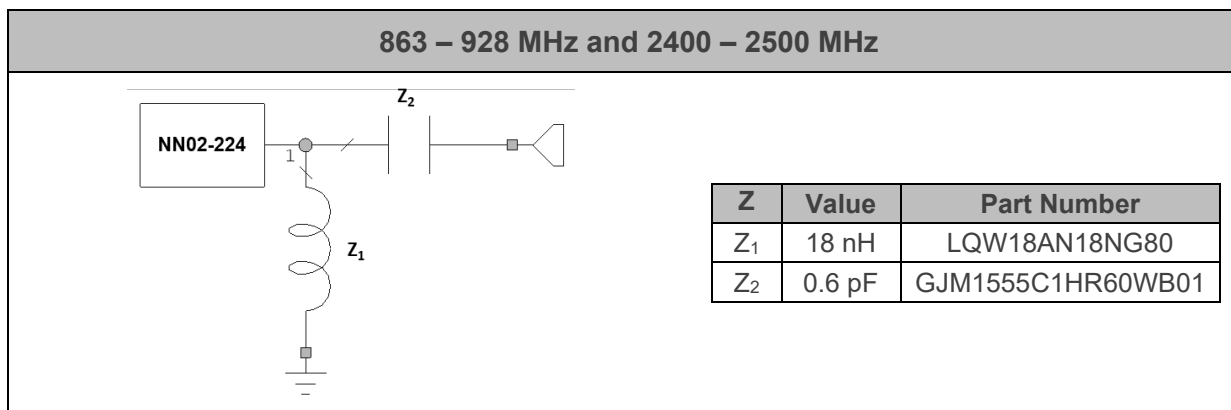 863 – 928 MHz and 2400 – 2500 MHz
Z₂
NN02-224
1
Z₁
Z Value Part Number
Z₁ 18 nH LQW18AN18NG80
Z₂ 0.6 pF GJM1555C1HR60WB01